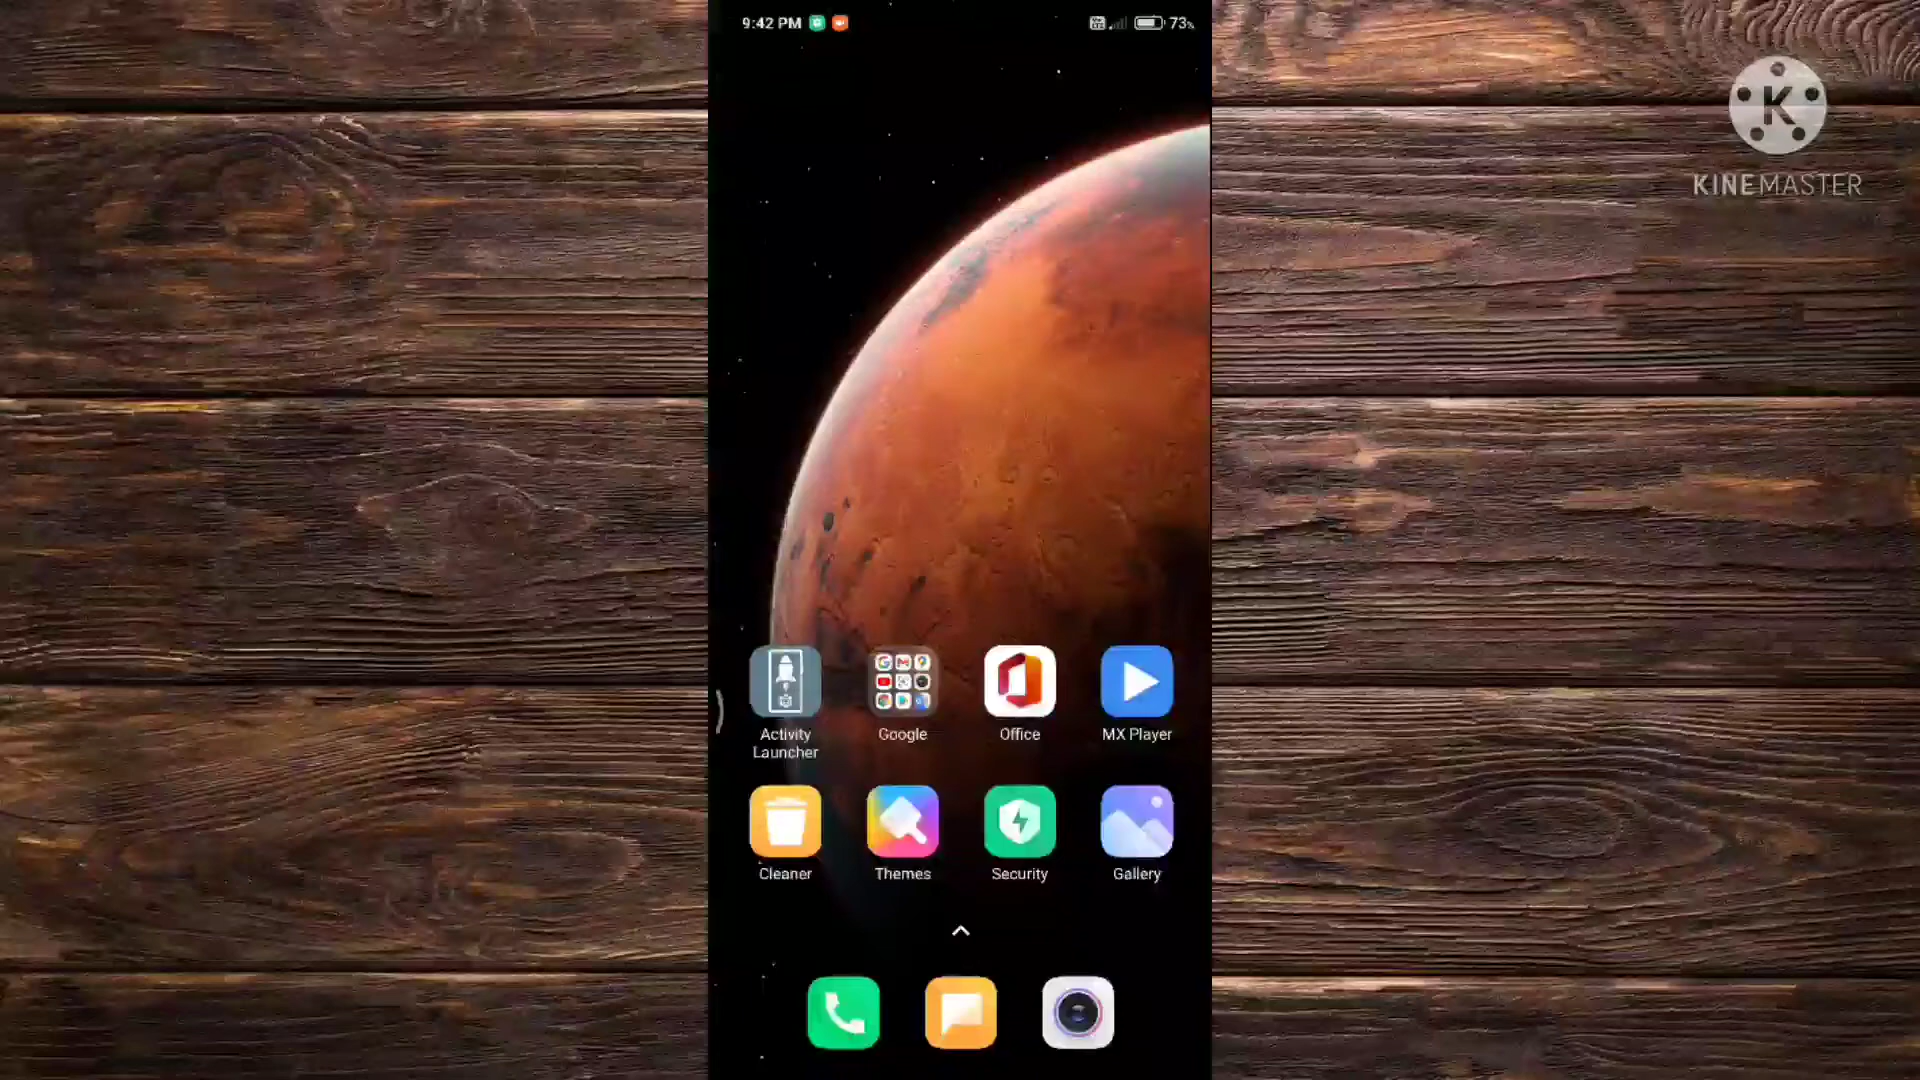 9:42 PM
73%
K
KINEMASTER
Activity Launcher
Google
Office
MX Player
Cleaner
Themes
Security
Gallery